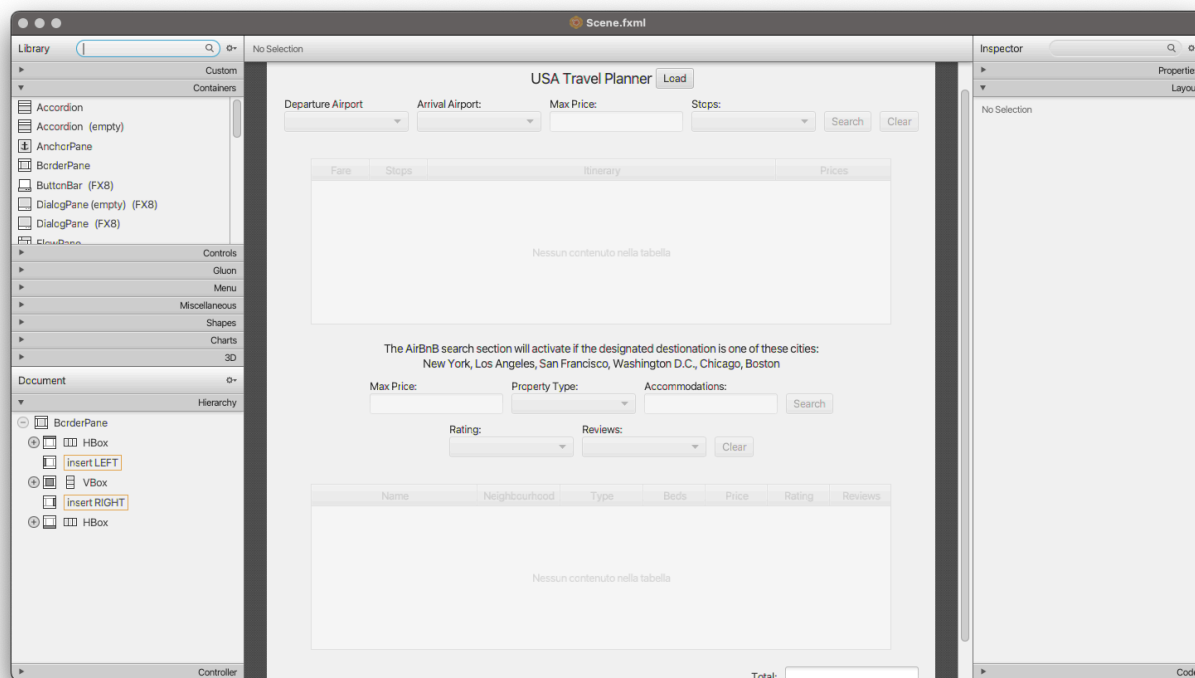 Scene.fxml
Library
No Selection
Inspector
Custom
Containers
Accordion
Accordion (empty)
AnchorPane
BorderPane
ButtonBar (FX8)
DialogPane (empty) (FX8)
DialogPane (FX8)
FlowPane
Controls
Gluon
Menu
Miscellaneous
Shapes
Charts
3D
Document
Hierarchy
BorderPane
HBox
insert LEFT
VBox
insert RIGHT
HBox
Controller
USA Travel Planner Load
Departure Airport Arrival Airport: Max Price: Stops:
Search Clear
Fare Stops Itinerary Prices
Nessun contenuto nella tabella
The AirBnB search section will activate if the designated destionation is one of these cities:
New York, Los Angeles, San Francisco, Washington D.C., Chicago, Boston
Max Price: Property Type: Accommodations:
Search
Rating: Reviews:
Clear
Name Neighbourhood Type Beds Price Rating Reviews
Nessun contenuto nella tabella
Total:
Propertie
Layou
No Selection
Code